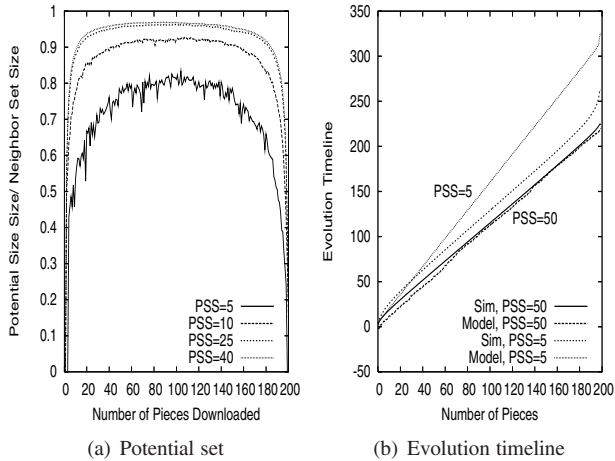 Potential Size Size/ Neighbor Set Size
1
0.9
0.8
0.7
0.6
0.5
0.4
0.3
0.2
0.1
0
PSS=5
PSS=10
PSS=25
PSS=40
0 20 40 60 80 100 120 140 160 180 200
Number of Pieces Downloaded
(a) Potential set
Evolution Timeline
350
300
250
200
150
100
50
0
-50
PSS=5
PSS=50
Sim, PSS=50
Model, PSS=50
Sim, PSS=5
Model, PSS=5
0 20 40 60 80 100 120 140 160 180 200
Number of Pieces
(b) Evolution timeline